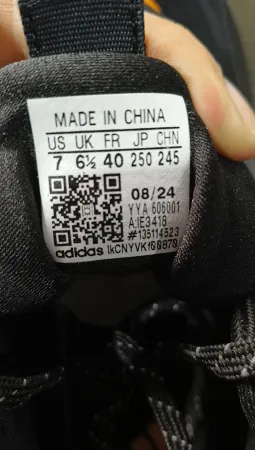 MADE IN CHINA
US UK FR JP CHN
7 6½ 40 250 245
08/24
YYA 606001
A:IE3418
#135114523
adidas